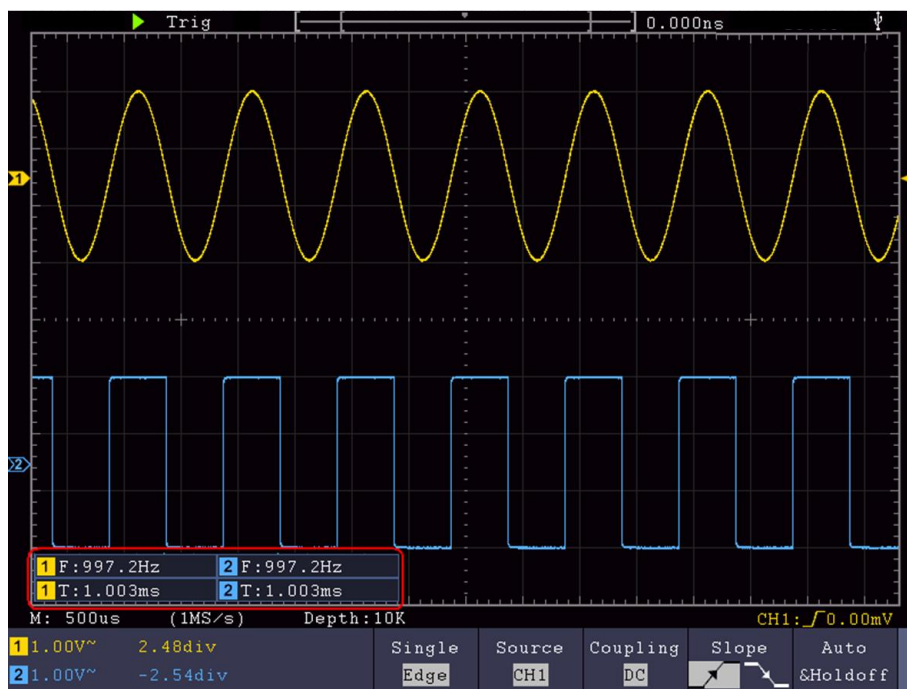 Trig 0.000ns
1
2
1 F:997.2Hz 2 F:997.2Hz
1 T:1.003ms 2 T:1.003ms
M: 500us (1MS/s) Depth:10K CH1: 0.00mV
1 1.00V~ 2.48div Single Source Coupling Slope Auto
2 1.00V~ -2.54div Edge CH1 DC &Holdoff